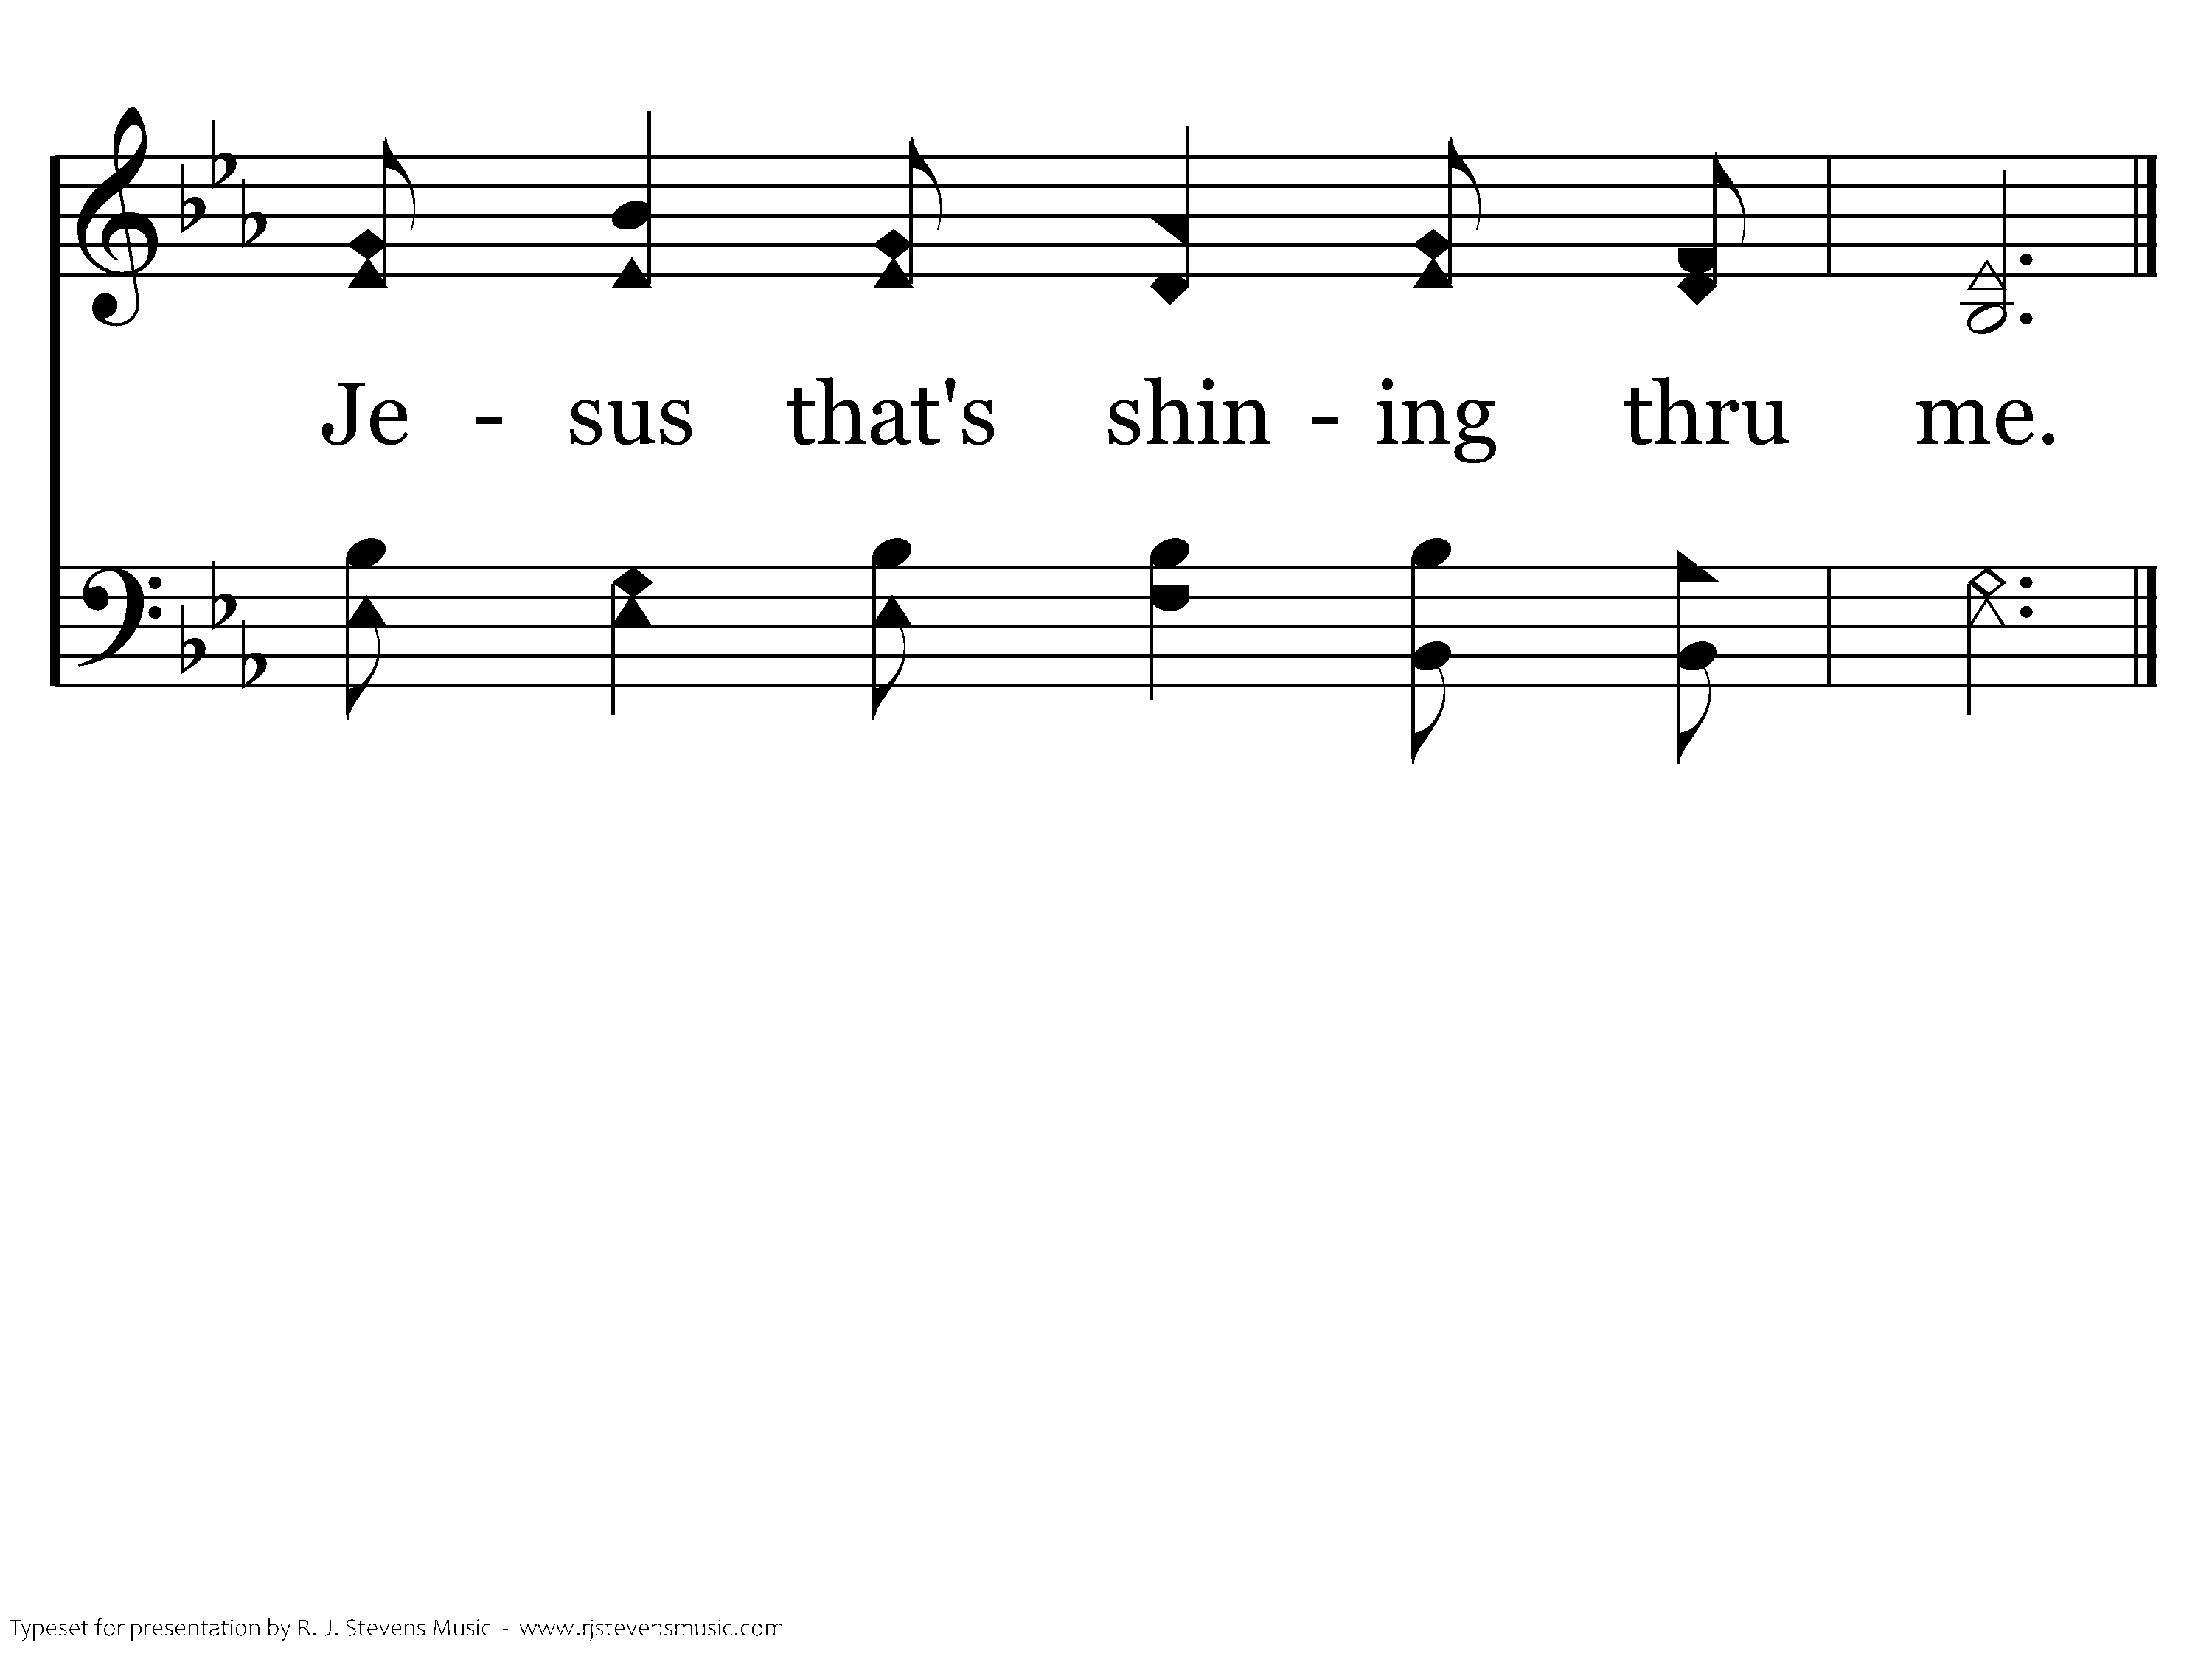 Je - sus that's shin - ing thru me.
Typeset for presentation by R. J. Stevens Music - www.rjstevensmusic.com